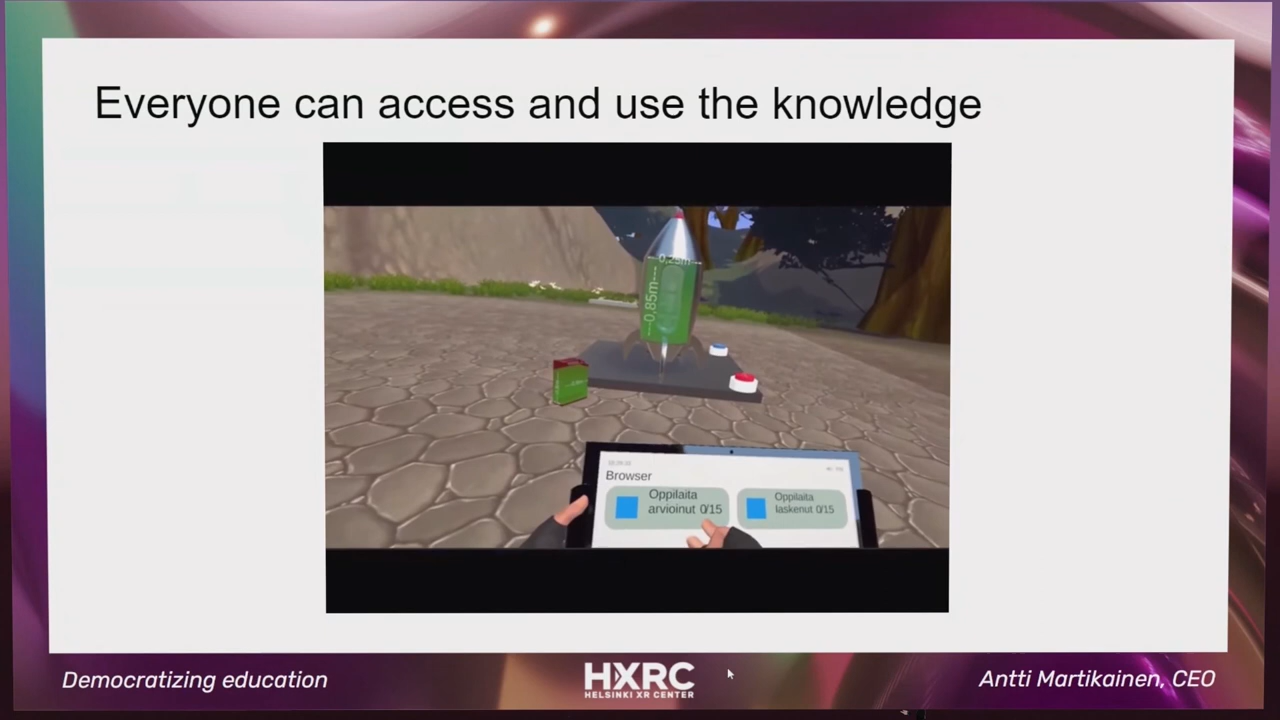 Everyone can access and use the knowledge
0,85m
Browser
Oppilaita
arvioinut 0/15
Oppilaita
laskenut 0/15
Democratizing education
HXRC
HELSINKI XR CENTER
Antti Martikainen, CEO